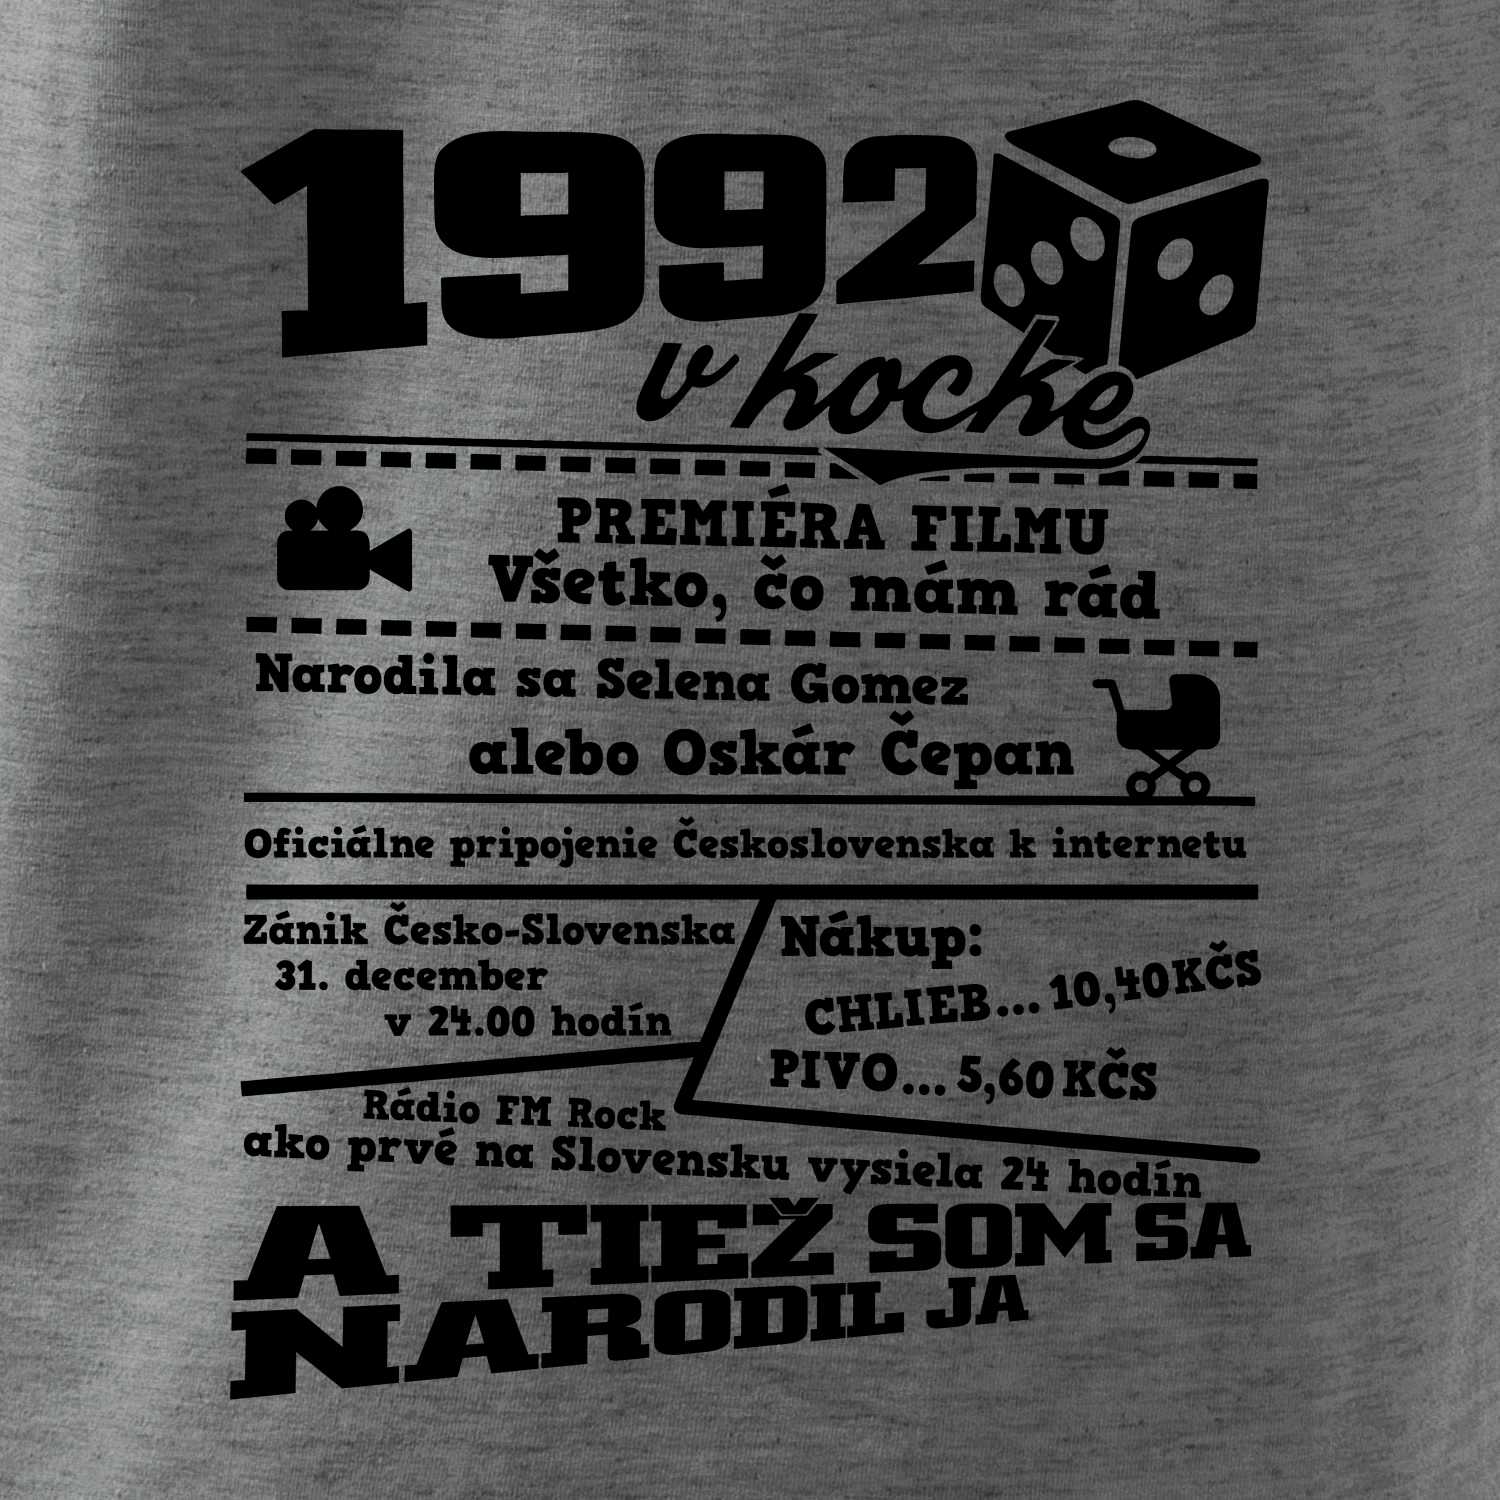 1992
v kocke
PREMIÉRA FILMU
Všetko, čo mám rád
Narodila sa Selena Gomez
alebo Oskár Čepan
Oficiálne pripojenie Československa k internetu
Zánik Česko-Slovenska
31. december
v 24.00 hodín
Nákup:
CHLIEB... 10,40 KČS
PIVO... 5,60 KČS
Rádio FM Rock
ako prvé na Slovensku vysiela 24 hodín
A TIEŽ SOM SA
NARODIL JA